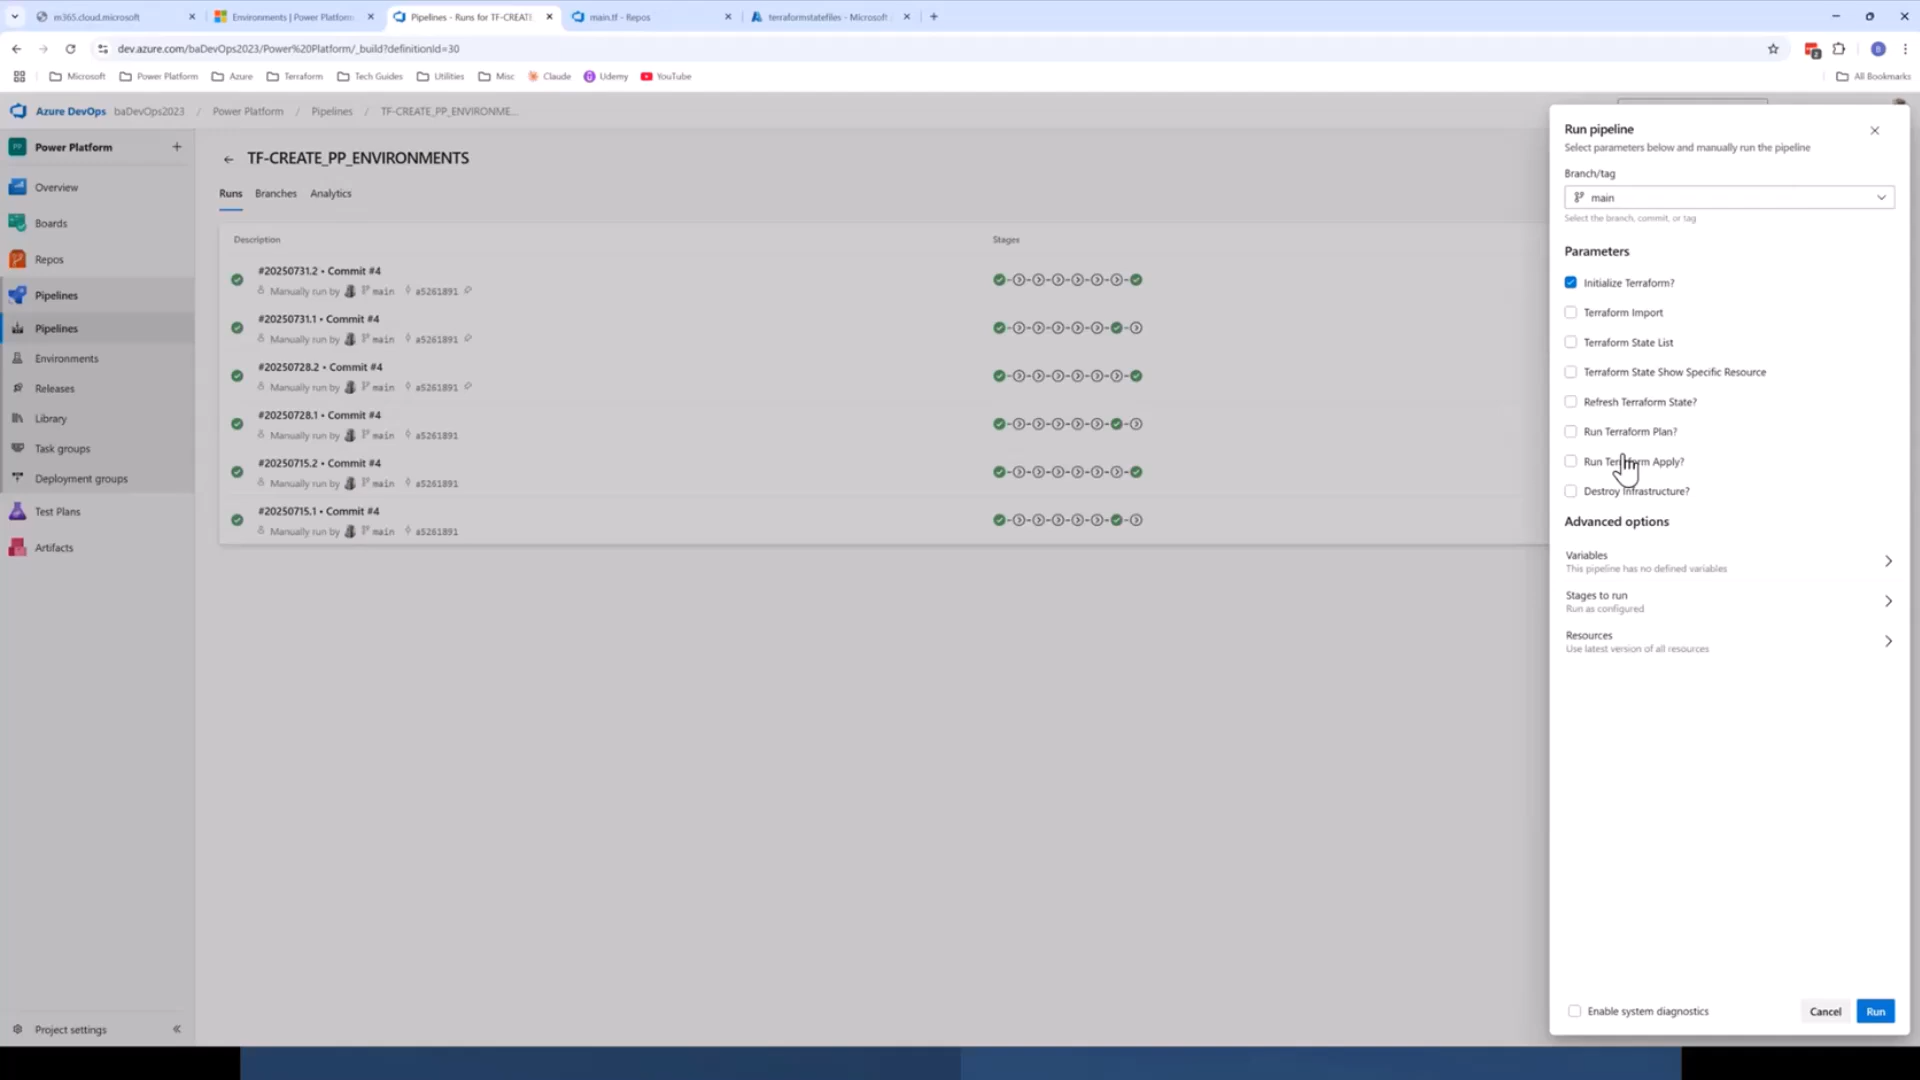 m365.cloud.microsoft
Environments | Power Platform
Pipelines - Runs for TF-CREATE
main.tf - Repos
terraformstatefiles - Microsoft
dev.azure.com/baDevOps2023/Power%20Platform/_build?definitionId=30
Microsoft
Power Platform
Azure
Terraform
Tech Guides
Utilities
Misc
Claude
Udemy
YouTube
All Bookmarks
Azure DevOps baDevOps2023 / Power Platform / Pipelines / TF-CREATE_PP_ENVIRONME...
PP Power Platform
Overview
Boards
Repos
Pipelines
Pipelines
Environments
Releases
Library
Task groups
Deployment groups
Test Plans
Artifacts
Project settings
TF-CREATE_PP_ENVIRONMENTS
Runs Branches Analytics
Description Stages
#20250731.2 • Commit #4
Manually run by main a5261891
#20250731.1 • Commit #4
Manually run by main a5261891
#20250728.2 • Commit #4
Manually run by main a5261891
#20250728.1 • Commit #4
Manually run by main a5261891
#20250715.2 • Commit #4
Manually run by main a5261891
#20250715.1 • Commit #4
Manually run by main a5261891
Run pipeline
Select parameters below and manually run the pipeline
Branch/tag
main
Select the branch, commit, or tag
Parameters
Initialize Terraform?
Terraform Import
Terraform State List
Terraform State Show Specific Resource
Refresh Terraform State?
Run Terraform Plan?
Run Terraform Apply?
Destroy Infrastructure?
Advanced options
Variables
This pipeline has no defined variables
Stages to run
Run as configured
Resources
Use latest version of all resources
Enable system diagnostics
Cancel
Run